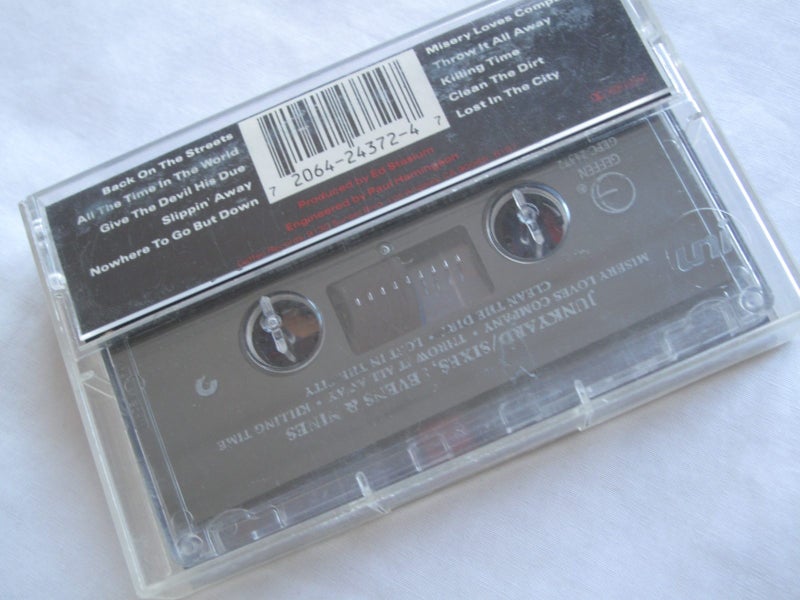 Back On The Streets
All The Time In The World
Give The Devil His Due
Slippin' Away
Nowhere To Go But Down
7 2064-24372-4 7
Misery Loves Compa
Throw It All Away
Killing Time
Clean The Dirt
Lost In The City
Produced by Ed Stasium
Engineered by Paul Hamingson
GEFFEN
JUNKYARD/SIXES, SEVENS & NINES
MISERY LOVES COMPANY • THROW IT ALL AWAY • KILLING TIME
CLEAN THE DIRT • LOST IN THE CITY